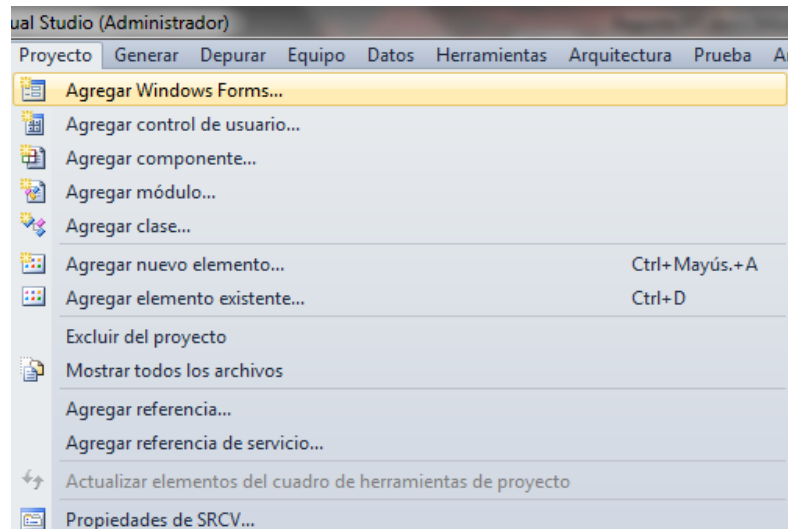 ual Studio (Administrador)
Proyecto Generar Depurar Equipo Datos Herramientas Arquitectura Prueba A
Agregar Windows Forms...
Agregar control de usuario...
Agregar componente...
Agregar módulo...
Agregar clase...
Agregar nuevo elemento... Ctrl+Mayús.+A
Agregar elemento existente... Ctrl+D
Excluir del proyecto
Mostrar todos los archivos
Agregar referencia...
Agregar referencia de servicio...
Actualizar elementos del cuadro de herramientas de proyecto
Propiedades de SRCV...